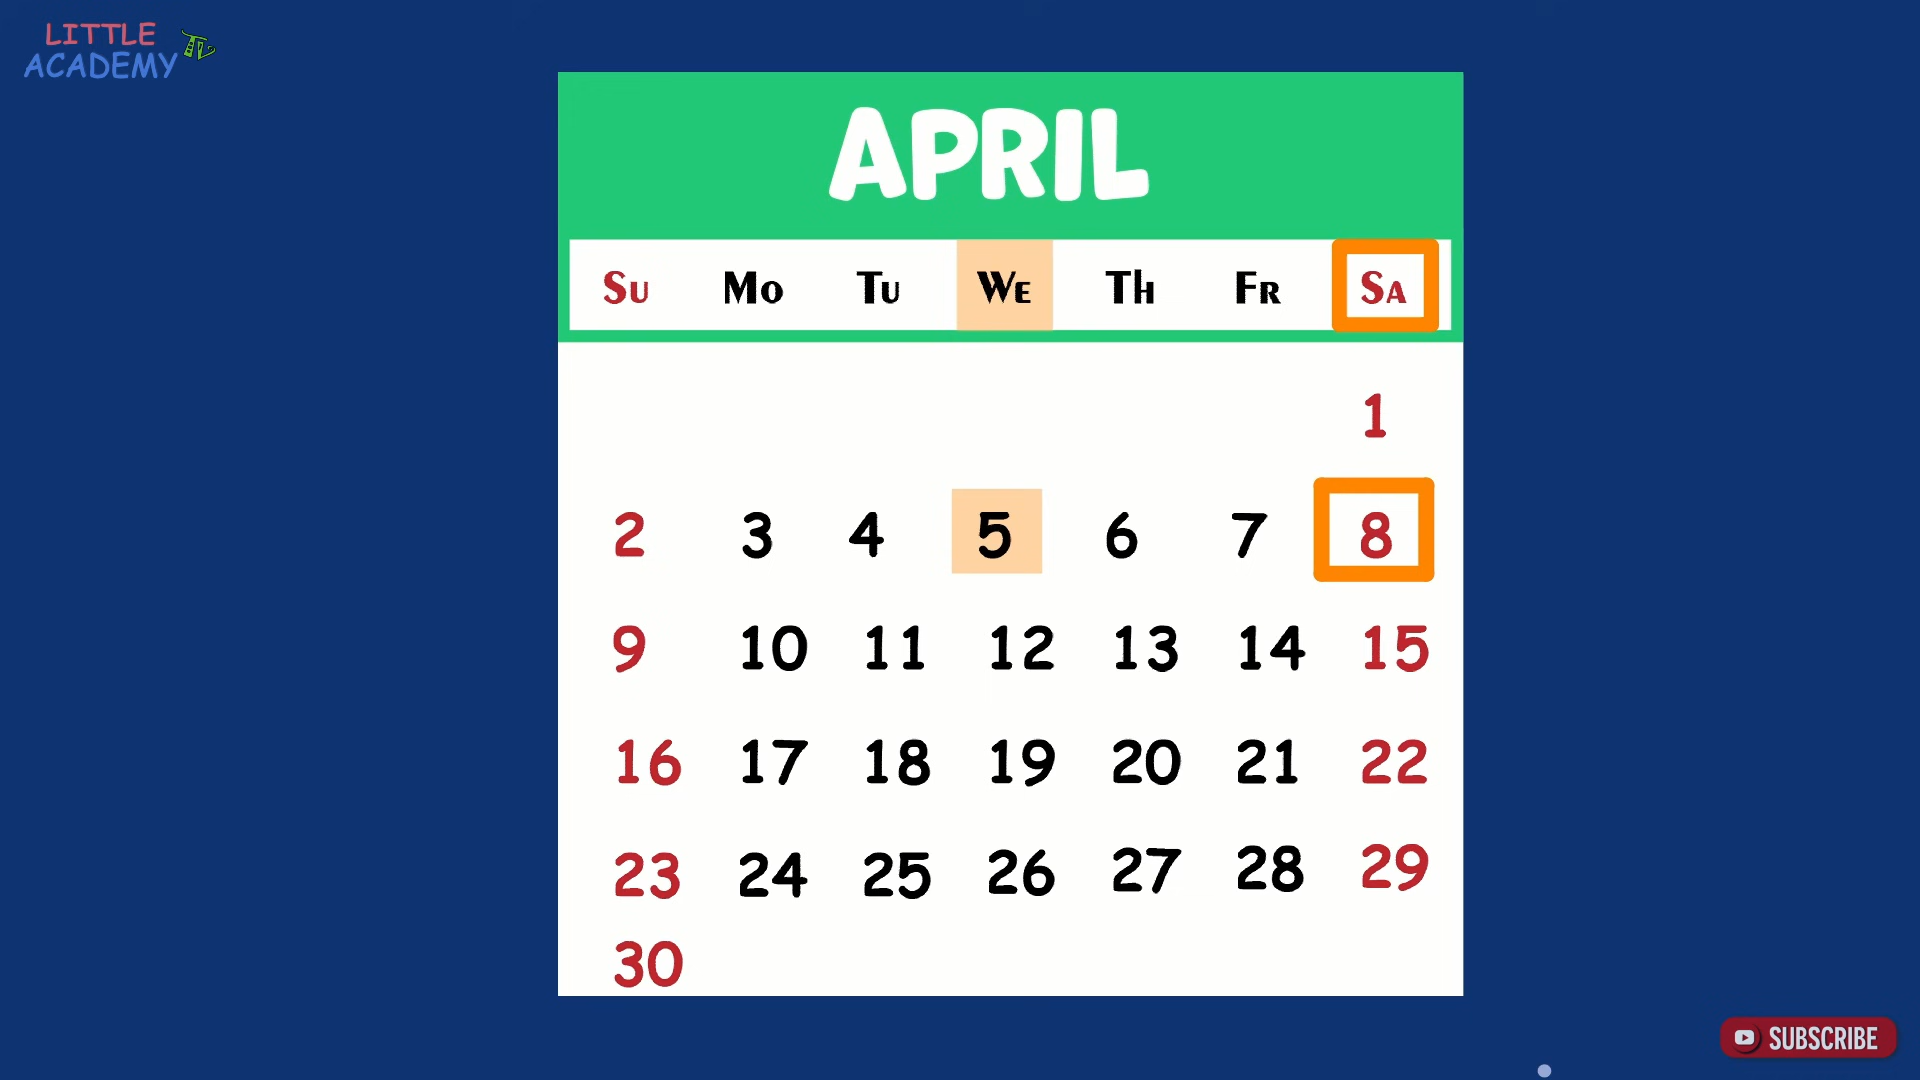 LITTLE
ACADEMY TV
APRIL
Su Mo Tu We Th Fr Sa
1
2 3 4 5 6 7 8
9 10 11 12 13 14 15
16 17 18 19 20 21 22
23 24 25 26 27 28 29
30
SUBSCRIBE